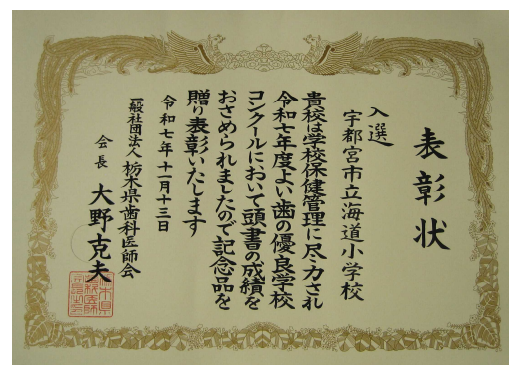 表彰状
入選
宇都宮市立海道小学校
貴校は学校保健管理に尽力され
令和七年度よい歯の優良学校
コンクールにおいて頭書の成績を
おさめられましたので記念品を
贈り表彰いたします
令和七年十一月十三日
一般社団法人 栃木県歯科医師会
会長 大野克夫